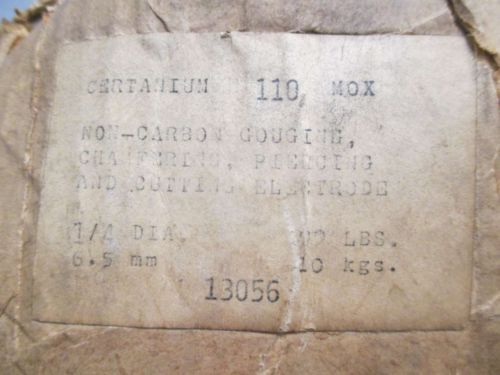 CERTANIUM 110 MOX
NON-CARBON GOUGING,
CHAMFERING, PIERCING
AND CUTTING ELECTRODE
1/4 DIA. LBS.
6.5 mm 10 kgs.
13056